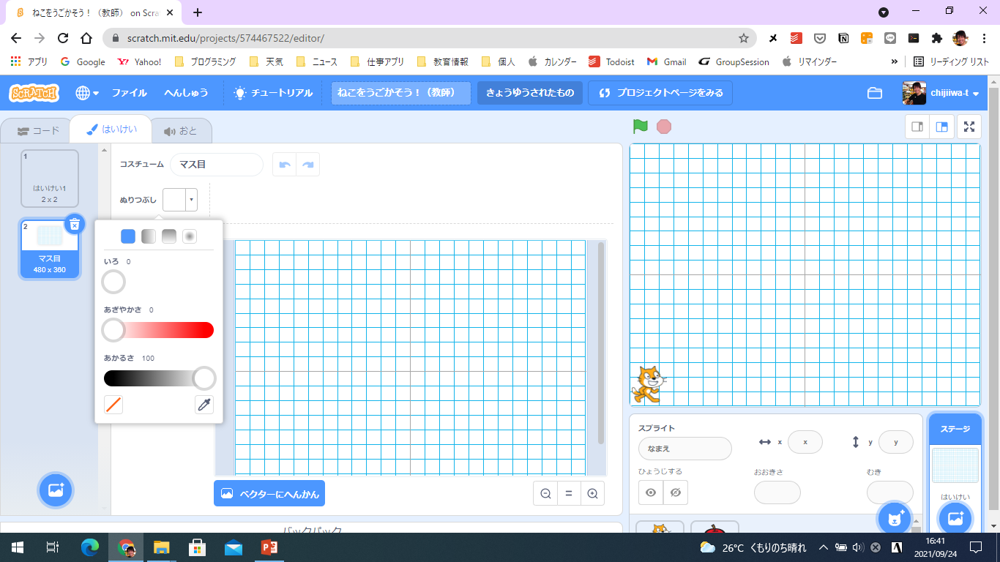 ねこをうごかそう！（教師） on Scra
scratch.mit.edu/projects/574467522/editor/
アプリ Google Yahoo! プログラミング 天気 ニュース 仕事アプリ 教育情報 個人 カレンダー Todoist Gmail GroupSession リマインダー » リーディング リスト
SCRATCH ファイル へんしゅう チュートリアル ねこをうごかそう！（教師） きょうゆうされたもの プロジェクトページをみる chijiiwa-t
コード はいけい おと
1
はいけい1
2 x 2
2
マス目
480 x 360
コスチューム マス目
ぬりつぶし
いろ 0
あざやかさ 0
あかるさ 100
ベクターにへんかん
バックパック
スプライト
なまえ
x x
y y
ひょうじする
おおきさ
むき
ステージ
はいけい
26°C くもりのち晴れ
A
16:41
2021/09/24